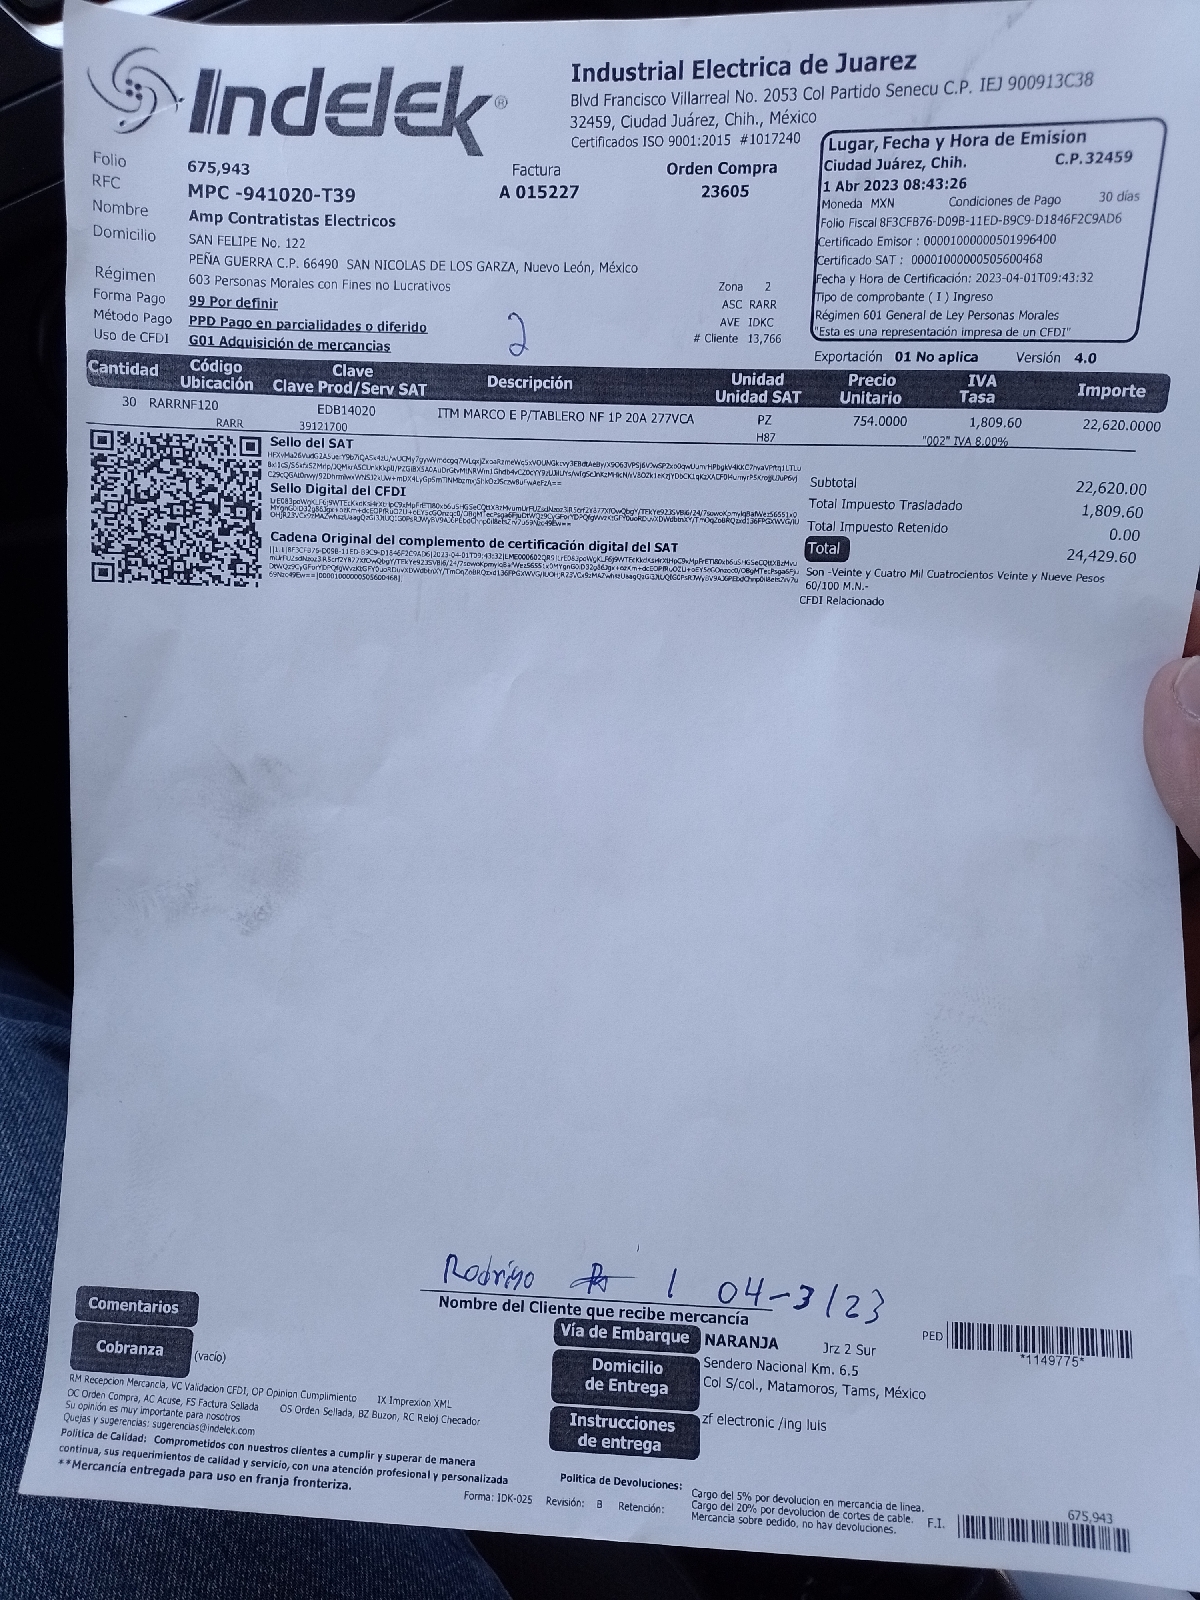 Indelek®
Industrial Electrica de Juarez
Blvd Francisco Villarreal No. 2053 Col Partido Senecu C.P. IEJ 900913C38
32459, Ciudad Juárez, Chih., México
Certificados ISO 9001:2015 #1017240
Folio 675,943
Factura
A 015227
Orden Compra
23605
RFC MPC -941020-T39
Nombre Amp Contratistas Electricos
Domicilio SAN FELIPE No. 122
PEÑA GUERRA C.P. 66490 SAN NICOLAS DE LOS GARZA, Nuevo León, México
Régimen 603 Personas Morales con Fines no Lucrativos
Forma Pago 99 Por definir
Método Pago PPD Pago en parcialidades o diferido
Uso de CFDI G01 Adquisición de mercancias
2
Zona 2
ASC RARR
AVE IDKC
# Cliente 13,766
Lugar, Fecha y Hora de Emision
Ciudad Juárez, Chih. C.P. 32459
1 Abr 2023 08:43:26
Moneda MXN Condiciones de Pago 30 días
Folio Fiscal 8F3CFB76-D09B-11ED-B9C9-D1846F2C9AD6
Certificado Emisor : 00001000000501996400
Certificado SAT : 00001000000505600468
Fecha y Hora de Certificación: 2023-04-01T09:43:32
Tipo de comprobante ( I ) Ingreso
Régimen 601 General de Ley Personas Morales
"Esta es una representación impresa de un CFDI"
Exportación 01 No aplica Versión 4.0
Cantidad Código Ubicación Clave Clave Prod/Serv SAT Descripción Unidad Unidad SAT Precio Unitario IVA Tasa Importe
30 RARRNF120 EDB14020 ITM MARCO E P/TABLERO NF 1P 20A 277VCA PZ 754.0000 1,809.60 22,620.0000
RARR 39121700 H87 "002" IVA 8.00%
Sello del SAT
Sello Digital del CFDI
Cadena Original del complemento de certificación digital del SAT
Subtotal 22,620.00
Total Impuesto Trasladado 1,809.60
Total Impuesto Retenido 0.00
Total 24,429.60
Son -Veinte y Cuatro Mil Cuatrocientos Veinte y Nueve Pesos
60/100 M.N.-
CFDI Relacionado
Rodrigo 1 04-3/23
Nombre del Cliente que recibe mercancía
Comentarios
Cobranza (vacío)
Vía de Embarque NARANJA Jrz 2 Sur
PED *1149775*
Domicilio de Entrega Sendero Nacional Km. 6.5
Col S/col., Matamoros, Tams, México
Instrucciones de entrega zf electronic /ing luis
RM Recepcion Mercancia, VC Validacion CFDI, OP Opinion Cumplimiento IX Imprexion XML
OC Orden Compra, AC Acuse, FS Factura Sellada OS Orden Sellada, BZ Buzon, RC Reloj Checador
Su opinión es muy importante para nosotros
Quejas y sugerencias: sugerencias@indelek.com
Política de Calidad: Comprometidos con nuestros clientes a cumplir y superar de manera
continua, sus requerimientos de calidad y servicio, con una atención profesional y personalizada
**Mercancia entregada para uso en franja fronteriza.
Forma: IDK-025 Revisión: B Retención:
Politica de Devoluciones: Cargo del 5% por devolucion en mercancia de linea.
Cargo del 20% por devolucion de cortes de cable.
Mercancia sobre pedido, no hay devoluciones.
F.I. 675,943